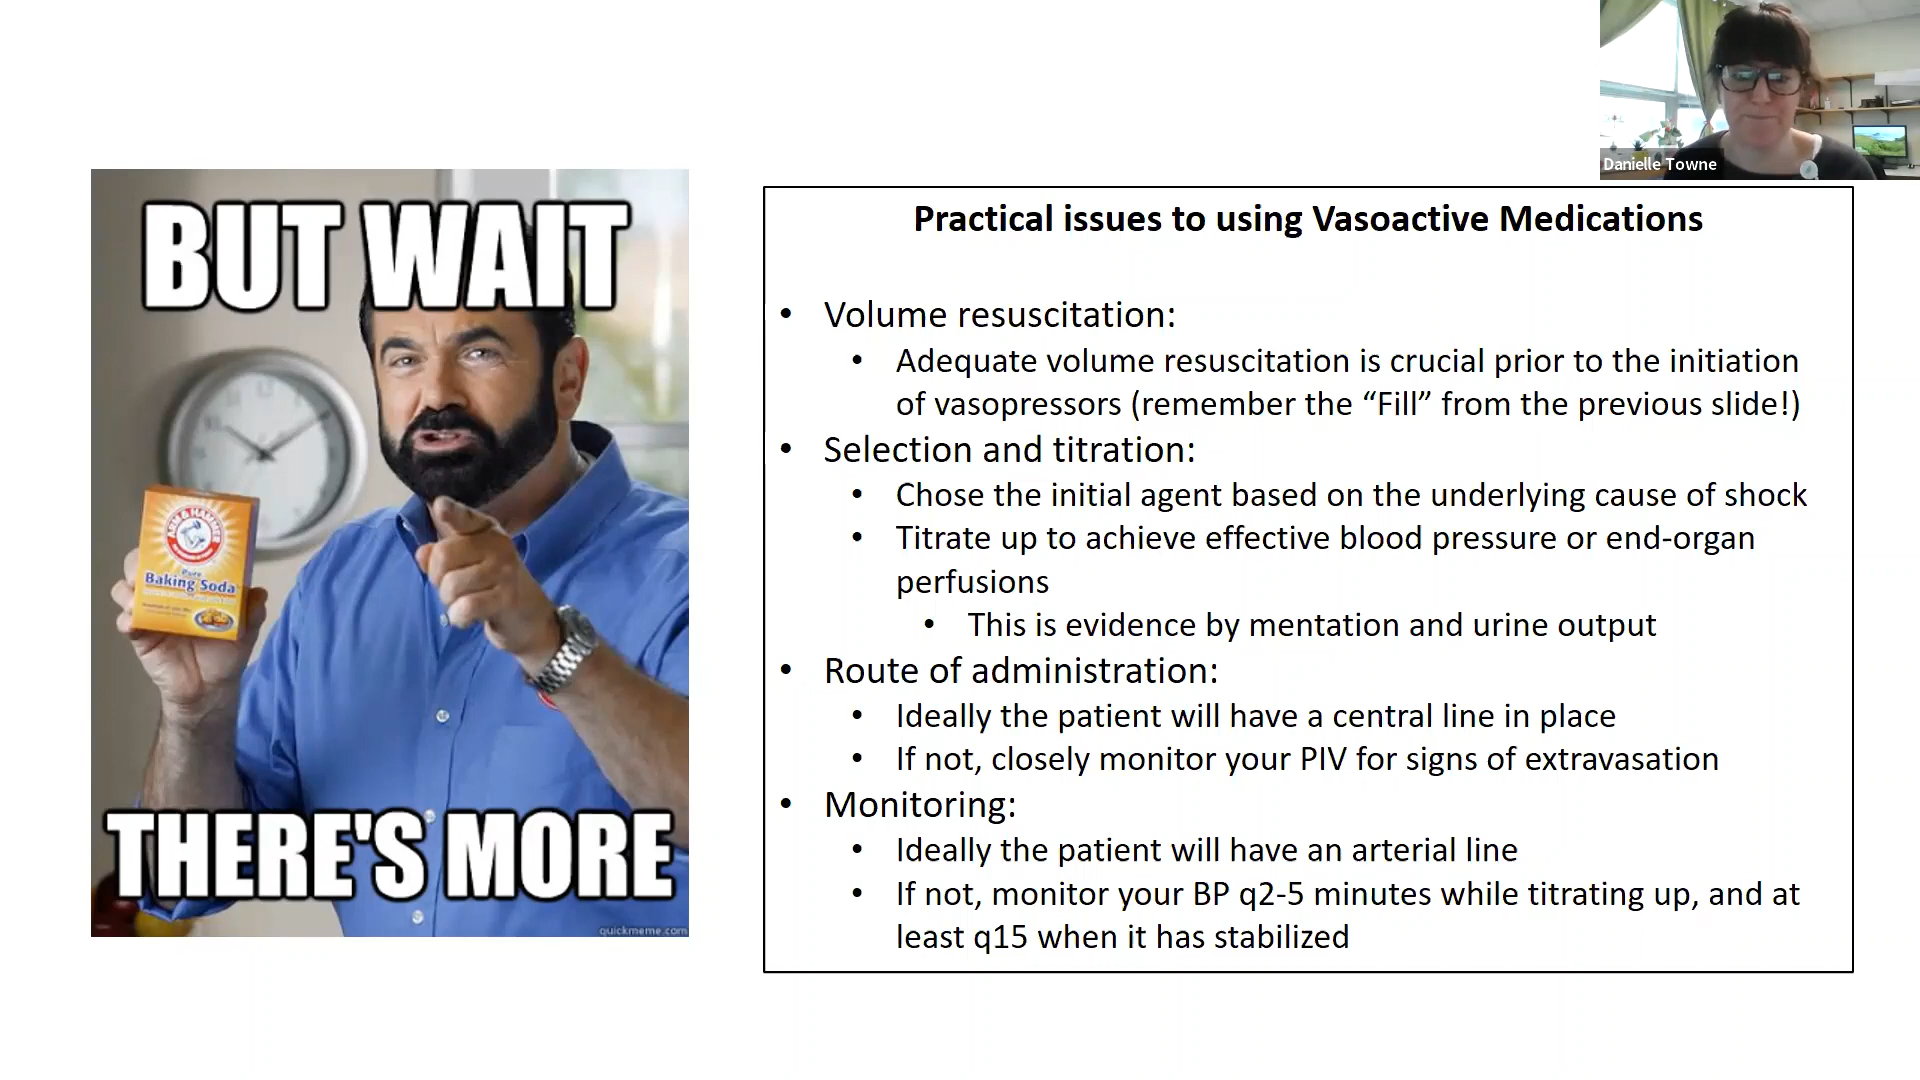 Danielle Towne
BUT WAIT
ARM & HAMMER
Pure
Baking Soda
THERE'S MORE
quickmeme.com
Practical issues to using Vasoactive Medications
• Volume resuscitation:
• Adequate volume resuscitation is crucial prior to the initiation
of vasopressors (remember the “Fill” from the previous slide!)
• Selection and titration:
• Chose the initial agent based on the underlying cause of shock
• Titrate up to achieve effective blood pressure or end-organ
perfusions
• This is evidence by mentation and urine output
• Route of administration:
• Ideally the patient will have a central line in place
• If not, closely monitor your PIV for signs of extravasation
• Monitoring:
• Ideally the patient will have an arterial line
• If not, monitor your BP q2-5 minutes while titrating up, and at
least q15 when it has stabilized